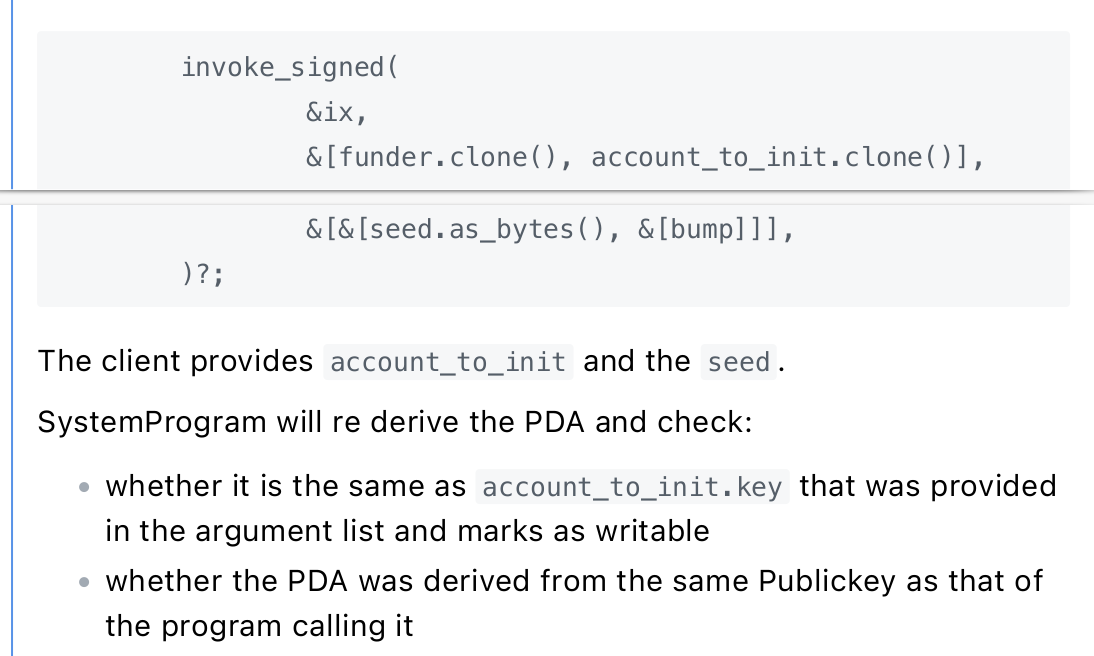 invoke_signed(
&ix,
&[funder.clone(), account_to_init.clone()],
&[&[seed.as_bytes(), &[bump]]],
)?;
The client provides account_to_init and the seed.
SystemProgram will re derive the PDA and check:
whether it is the same as account_to_init.key that was provided
in the argument list and marks as writable
whether the PDA was derived from the same Publickey as that of
the program calling it